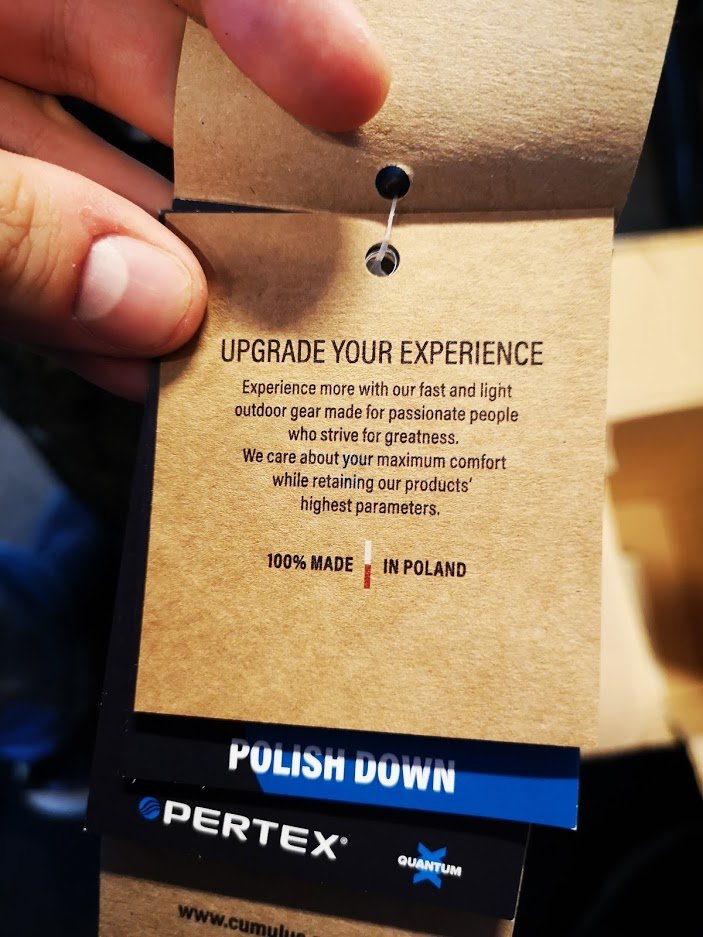 UPGRADE YOUR EXPERIENCE
Experience more with our fast and light
outdoor gear made for passionate people
who strive for greatness.
We care about your maximum comfort
while retaining our products'
highest parameters.
100% MADE IN POLAND
POLISH DOWN
PERTEX®
QUANTUM
www.cumulus